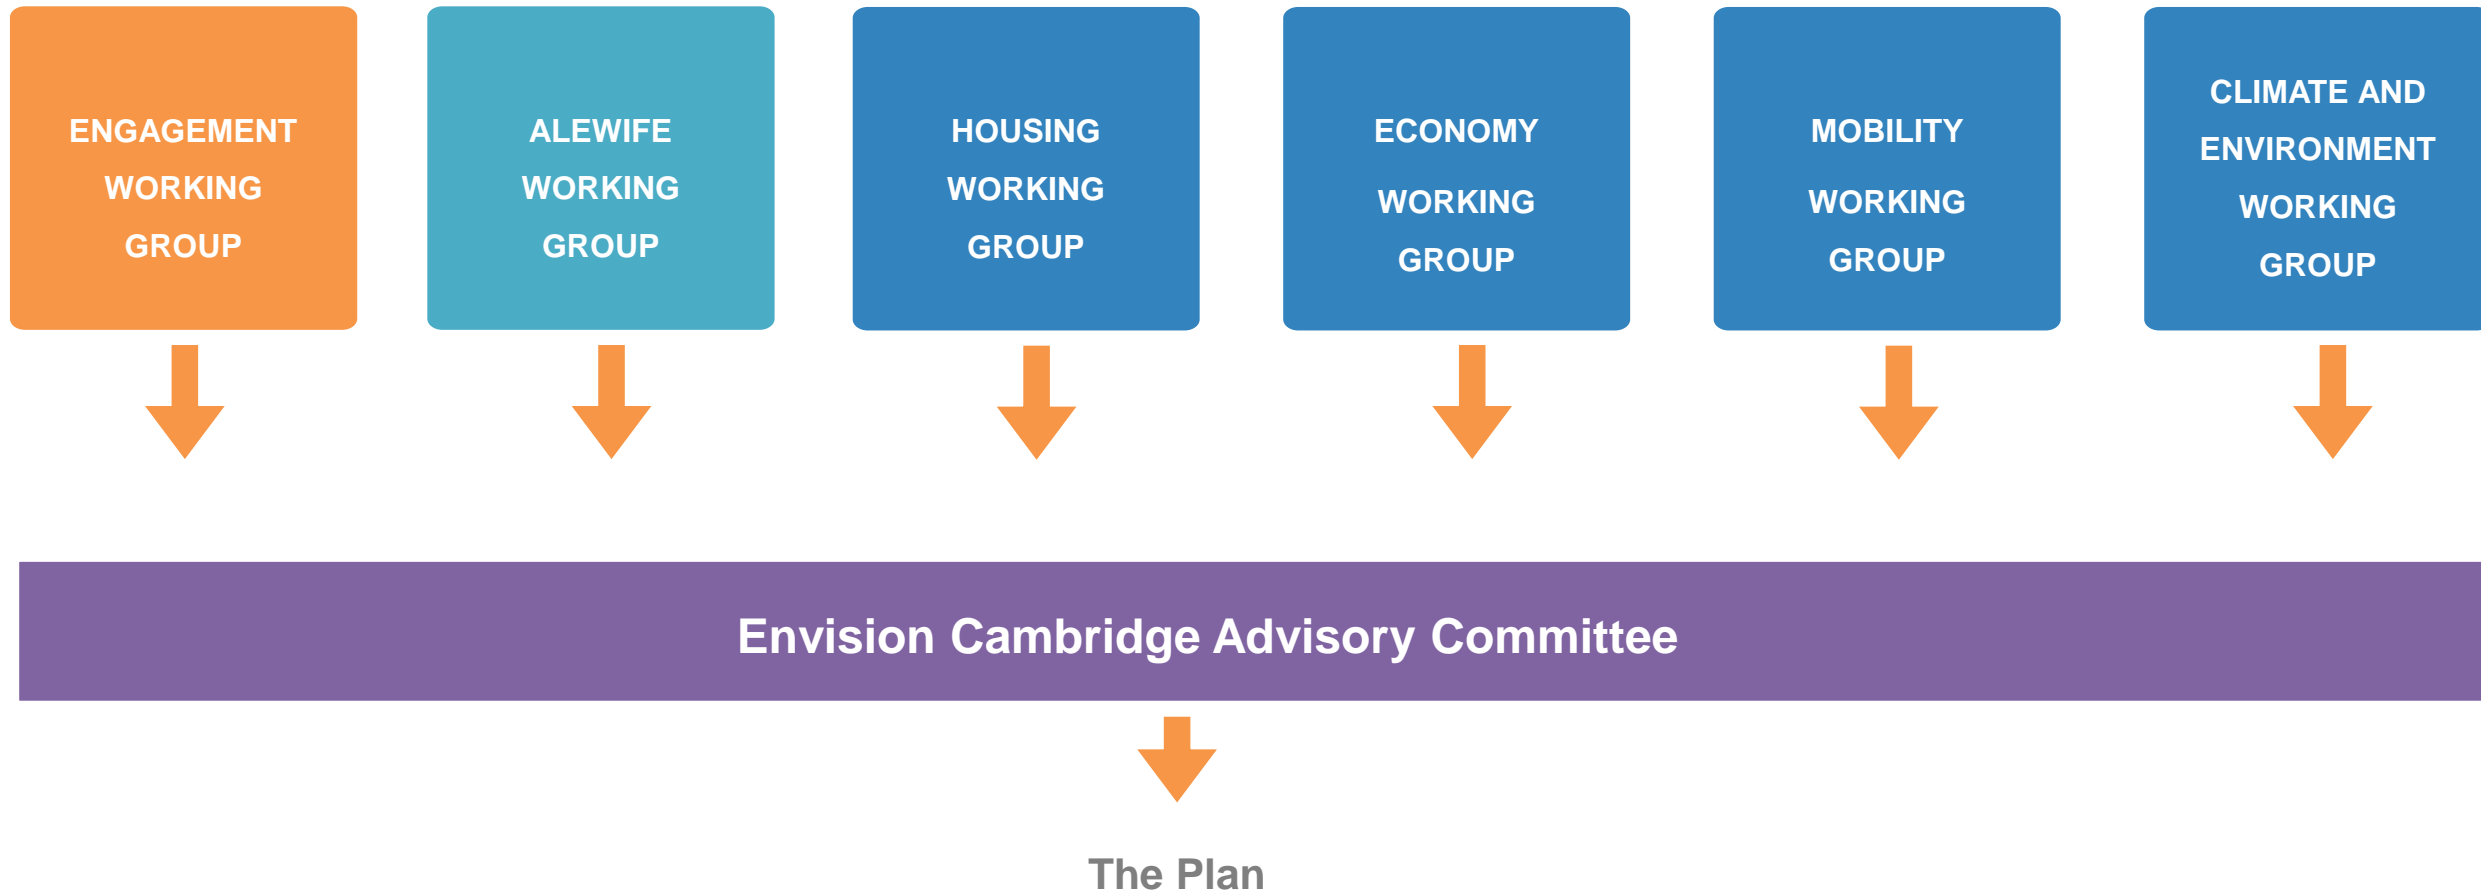 ENGAGEMENT
WORKING
GROUP
ALEWIFE
WORKING
GROUP
HOUSING
WORKING
GROUP
ECONOMY
WORKING
GROUP
MOBILITY
WORKING
GROUP
CLIMATE AND
ENVIRONMENT
WORKING
GROUP
Envision Cambridge Advisory Committee
The Plan